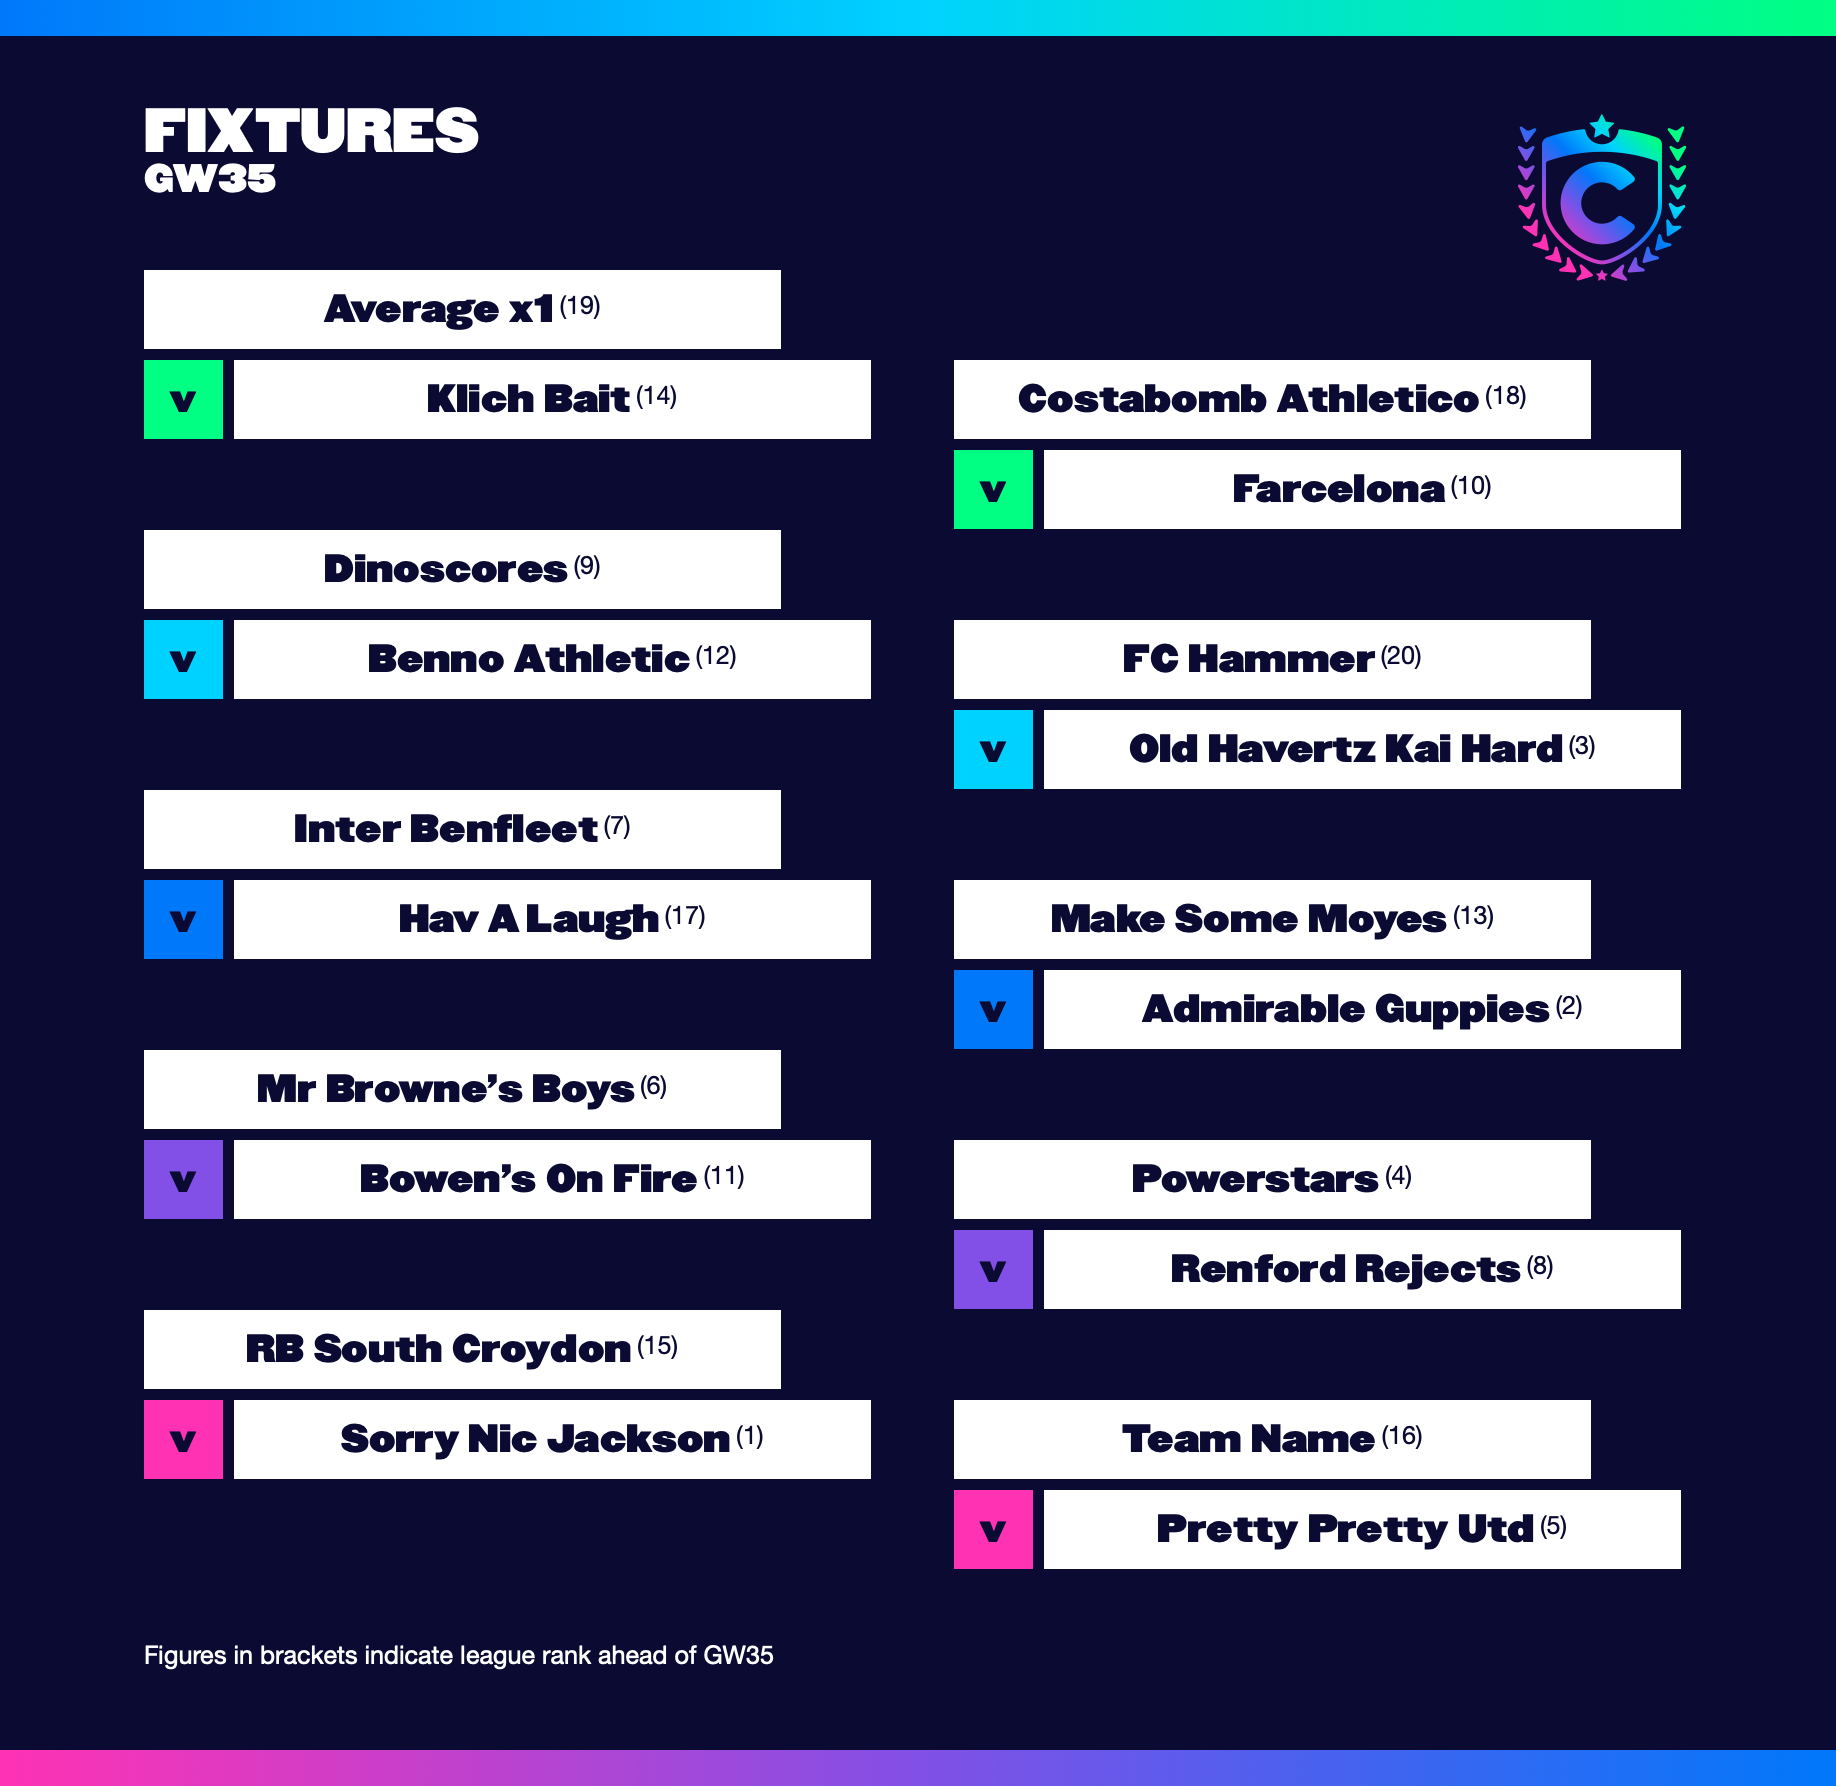 FIXTURES
GW35
Average x1 (19)
v Klich Bait (14)
Dinoscores (9)
v Benno Athletic (12)
Inter Benfleet (7)
v Hav A Laugh (17)
Mr Browne’s Boys (6)
v Bowen’s On Fire (11)
RB South Croydon (15)
v Sorry Nic Jackson (1)
C
Costabomb Athletico (18)
v Farcelona (10)
FC Hammer (20)
v Old Havertz Kai Hard (3)
Make Some Moyes (13)
v Admirable Guppies (2)
Powerstars (4)
v Renford Rejects (8)
Team Name (16)
v Pretty Pretty Utd (5)
Figures in brackets indicate league rank ahead of GW35